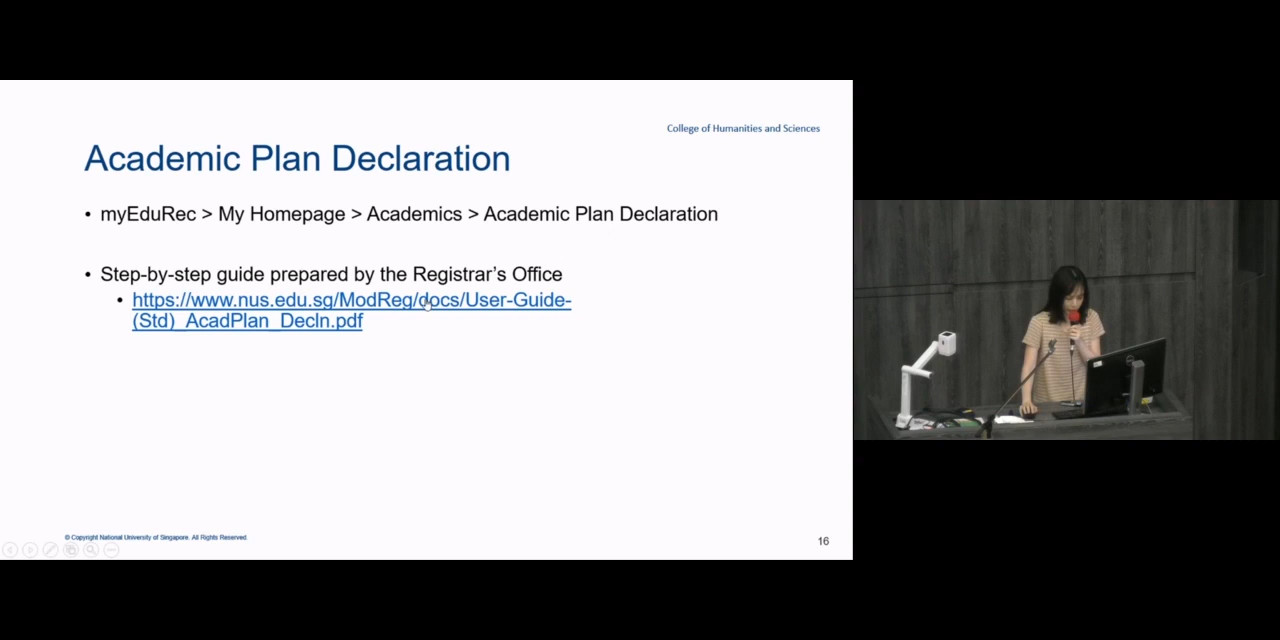 College of Humanities and Sciences
Academic Plan Declaration
• myEduRec > My Homepage > Academics > Academic Plan Declaration
• Step-by-step guide prepared by the Registrar’s Office
• https://www.nus.edu.sg/ModReg/docs/User-Guide-
(Std)_AcadPlan_Decln.pdf
© Copyright National University of Singapore. All Rights Reserved.
16